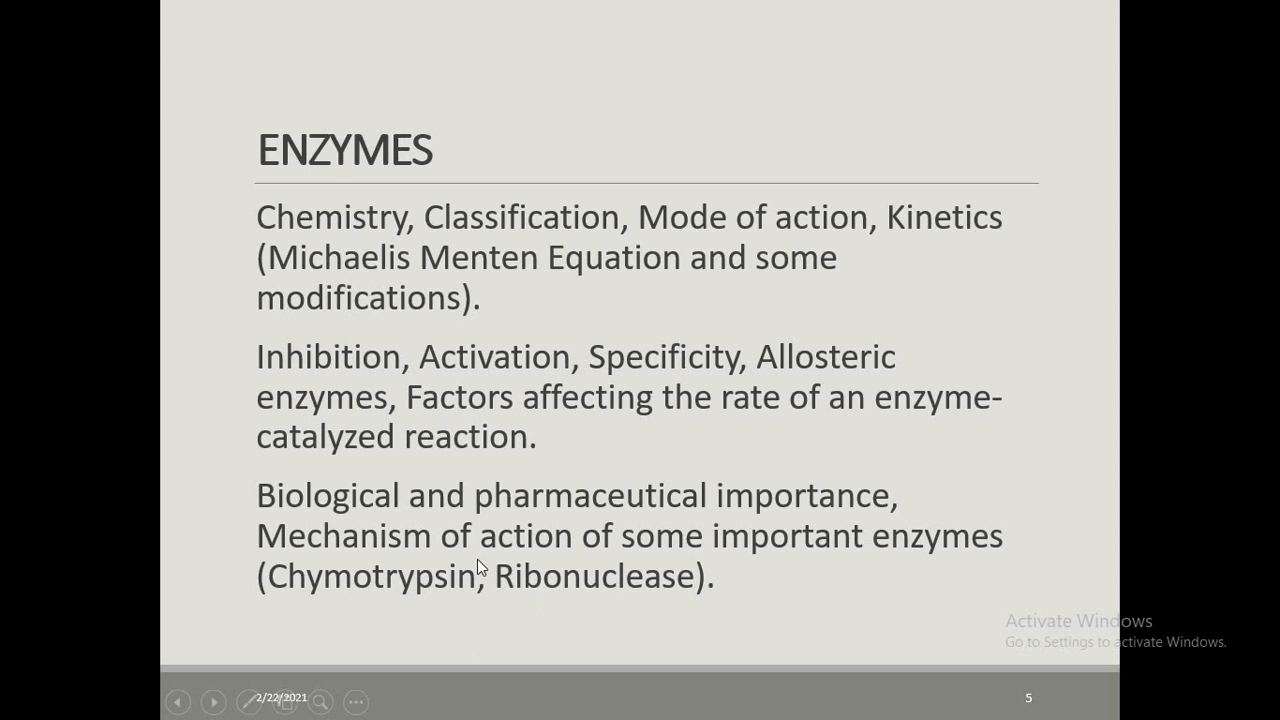 ENZYMES
Chemistry, Classification, Mode of action, Kinetics
(Michaelis Menten Equation and some
modifications).
Inhibition, Activation, Specificity, Allosteric
enzymes, Factors affecting the rate of an enzyme-
catalyzed reaction.
Biological and pharmaceutical importance,
Mechanism of action of some important enzymes
(Chymotrypsin, Ribonuclease).
Activate Windows
Go to Settings to activate Windows.
2/22/2021
5